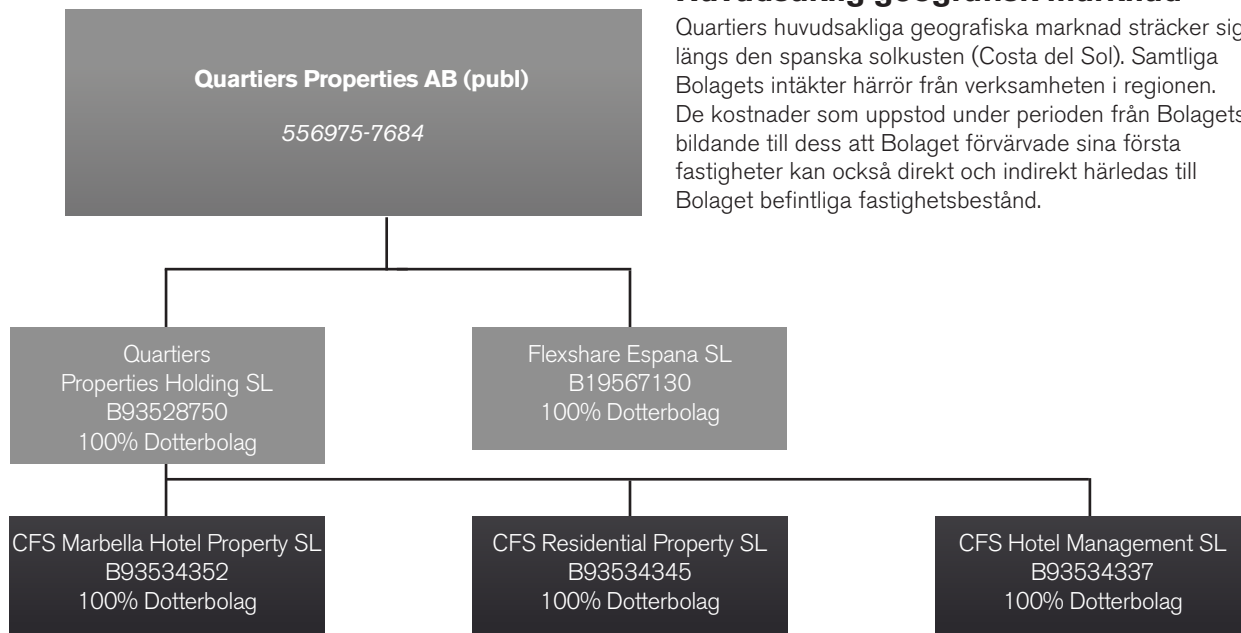 Huvudsaklig geografisk marknad
Quartiers huvudsakliga geografiska marknad sträcker sig
längs den spanska solkusten (Costa del Sol). Samtliga
Bolagets intäkter härrör från verksamheten i regionen.
De kostnader som uppstod under perioden från Bolagets
bildande till dess att Bolaget förvärvade sina första
fastigheter kan också direkt och indirekt härledas till
Bolaget befintliga fastighetsbestånd.
Quartiers Properties AB (publ)
556975-7684
Quartiers
Properties Holding SL
B93528750
100% Dotterbolag
Flexshare Espana SL
B19567130
100% Dotterbolag
CFS Marbella Hotel Property SL
B93534352
100% Dotterbolag
CFS Residential Property SL
B93534345
100% Dotterbolag
CFS Hotel Management SL
B93534337
100% Dotterbolag